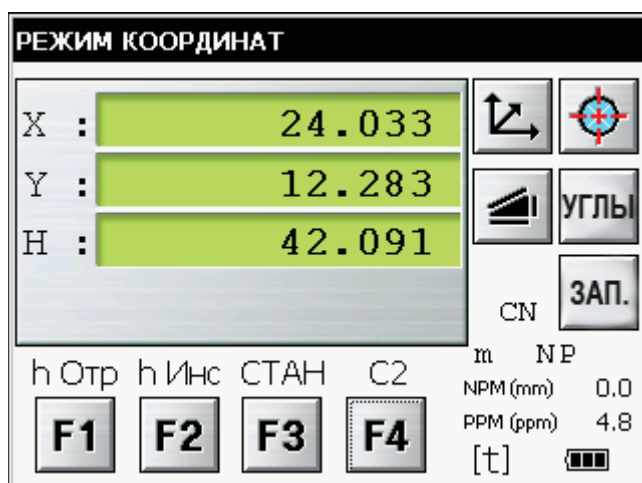 РЕЖИМ КООРДИНАТ
X : 24.033
Y : 12.283
H : 42.091
УГЛЫ
ЗАП.
CN
m NP
NPM (mm) 0.0
PPM (ppm) 4.8
[t]
h Отр h Инс СТАН C2
F1 F2 F3 F4